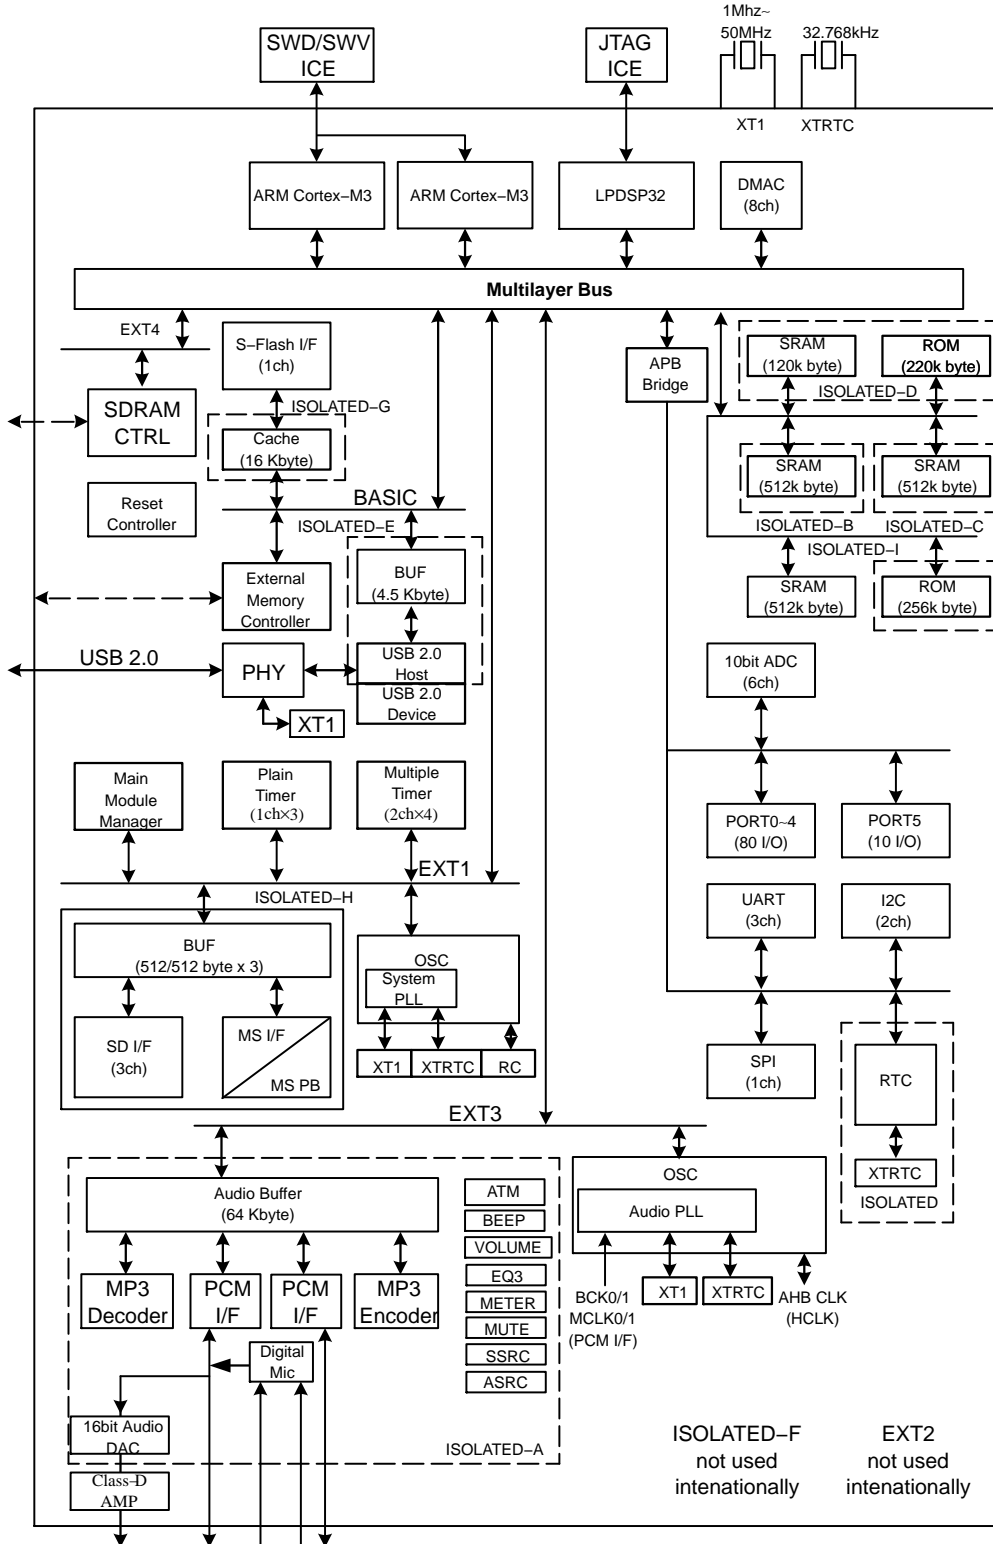 1Mhz~
50MHz
32.768kHz
SWD/SWV
ICE
JTAG
ICE
XT1
XTRTC
ARM Cortex−M3
ARM Cortex−M3
LPDSP32
DMAC
(8ch)
Multilayer Bus
EXT4
S−Flash I/F
(1ch)
APB
Bridge
SRAM
(120k byte)
ROM
(220k byte)
ISOLATED−D
SDRAM
CTRL
ISOLATED−G
Cache
(16 Kbyte)
SRAM
(512k byte)
SRAM
(512k byte)
ISOLATED−B
ISOLATED−C
Reset
Controller
BASIC
ISOLATED−E
ISOLATED−I
BUF
(4.5 Kbyte)
External
Memory
Controller
SRAM
(512k byte)
ROM
(256k byte)
USB 2.0
PHY
USB 2.0
Host
USB 2.0
Device
XT1
10bit ADC
(6ch)
Main
Module
Manager
Plain
Timer
(1ch×3)
Multiple
Timer
(2ch×4)
PORT0~4
(80 I/O)
PORT5
(10 I/O)
EXT1
ISOLATED−H
UART
(3ch)
I2C
(2ch)
BUF
(512/512 byte x 3)
OSC
System
PLL
SD I/F
(3ch)
MS I/F
MS PB
XT1
XTRTC
RC
SPI
(1ch)
RTC
XTRTC
ISOLATED
EXT3
Audio Buffer
(64 Kbyte)
ATM
BEEP
VOLUME
EQ3
METER
MUTE
SSRC
ASRC
OSC
Audio PLL
MP3
Decoder
PCM
I/F
PCM
I/F
MP3
Encoder
BCK0/1
MCLK0/1
(PCM I/F)
XT1
XTRTC
AHB CLK
(HCLK)
Digital
Mic
16bit Audio
DAC
ISOLATED−A
Class−D
AMP
ISOLATED−F
not used
intenationally
EXT2
not used
intenationally